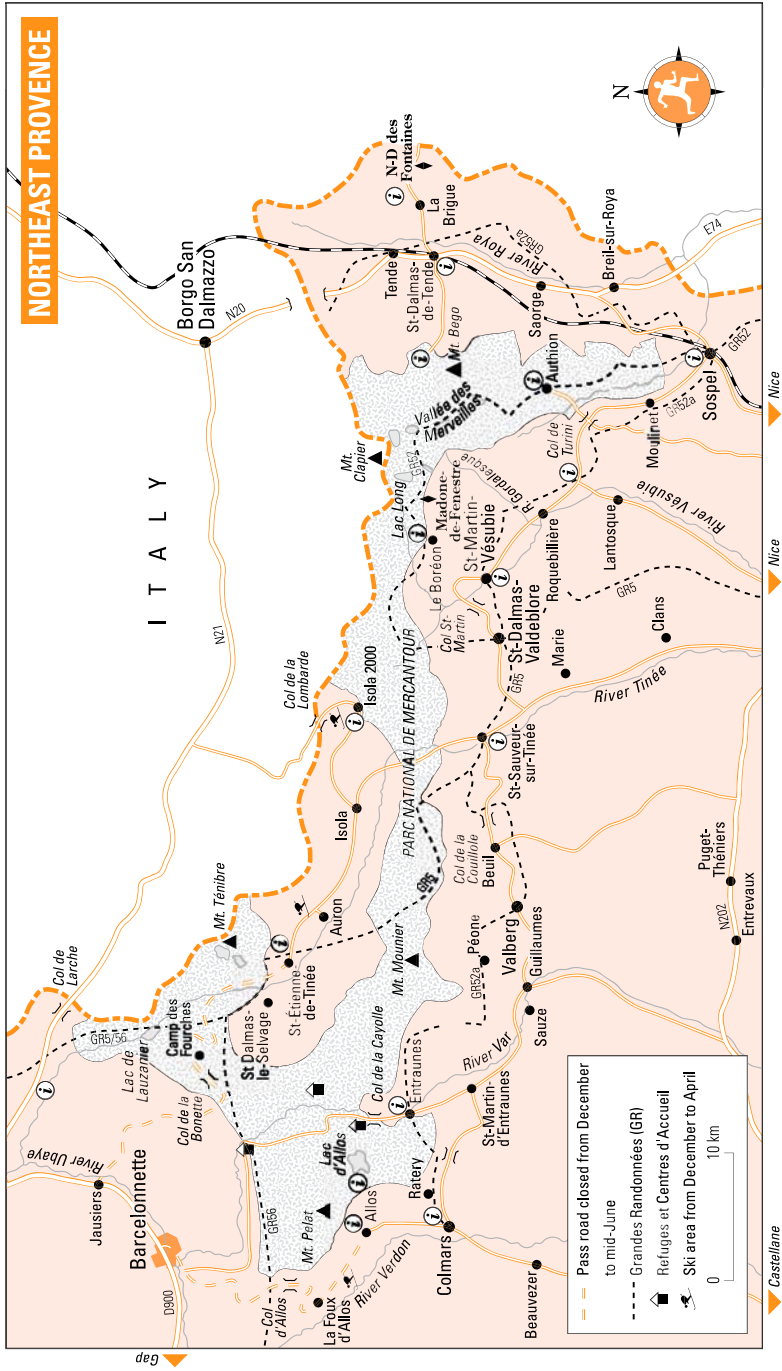 NORTHEAST PROVENCE
N
ITALY
Borgo San
Dalmazzo
N20
N21
Col de
Larche
Col de la
Lombarde
Isola 2000
Mt.
Clapier
Mt. Ténibre
N-D des
Fontaines
La
Brigue
Tende
St-Dalmas-
de-Tende
River Roya
GR52a
Saorge
Breil-sur-Roya
E74
Mt. Bego
Vallée des
Merveilles
Authion
GR52
Lac Long
Madone-
de-Fenestre
Le Boréon
St-Martin-
Vésubie
R. Gordalesque
Col de
Turini
Moulinet
GR52a
Sospel
GR52
Roquebillière
Lantosque
River Vésubie
Col St-
Martin
St-Dalmas
Valdeblore
GR5
Marie
Clans
River Tinée
GR5
St-Sauveur-
sur-Tinée
PARC NATIONAL DE MERCANTOUR
Isola
Auron
St-Étienne-
de-Tinée
St Dalmas-
le-Selvage
Camp des
Fourches
Lac de
Lauzanier
GR5/56
Col de la
Bonette
River Ubaye
Jausiers
Barcelonnette
D900
GR56
Mt. Pelat
Lac
d'Allos
Col
d'Allos
La Foux
d'Allos
Allos
River Verdon
Colmars
Ratery
Beauvezer
Col de la Cayolle
Entraunes
St-Martin
d'Entraunes
River Var
GR5
Mt. Mounier
GR52a
Péone
Valberg
Guillaumes
Sauze
Col de la
Couillole
Beuil
Puget-
Théniers
N202
Entrevaux
Pass road closed from December
to mid-June
Grandes Randonnées (GR)
Refuges et Centres d'Accueil
Ski area from December to April
0 10 km
Gap
Castellane
Nice
Nice
i
i
i
i
i
i
i
i
i
i
i
i
i
i